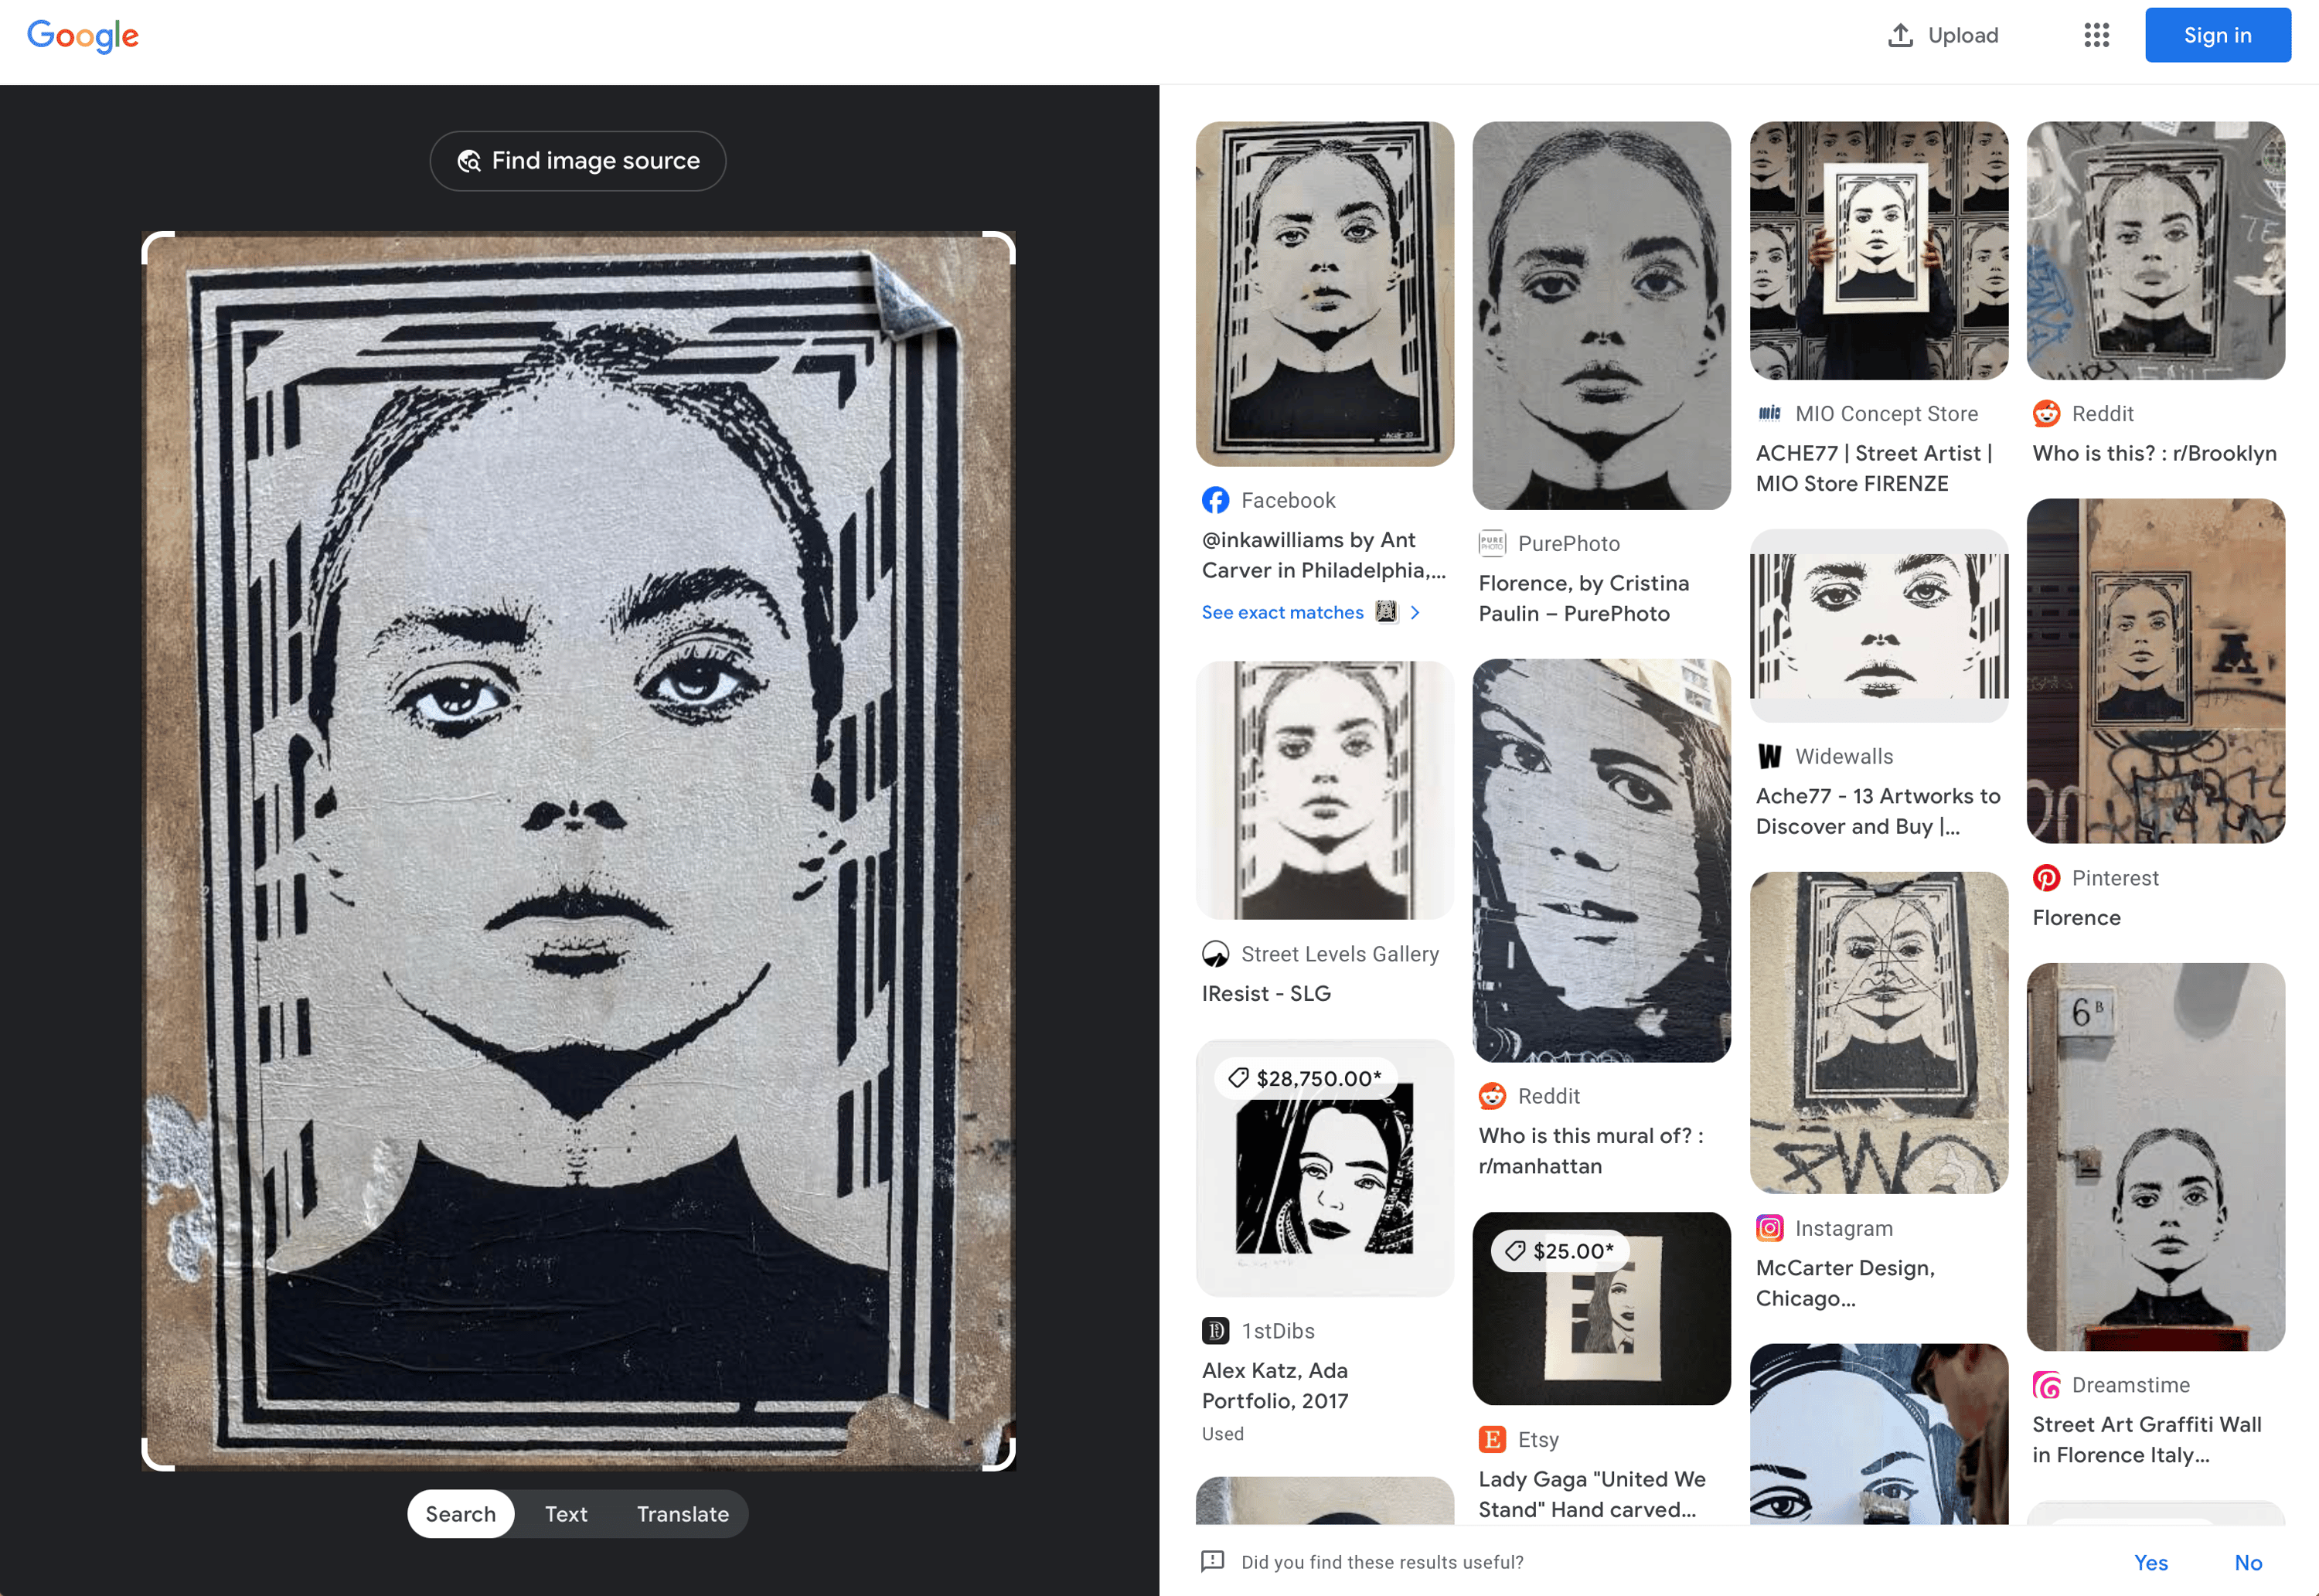 Google
Upload
Sign in
Find image source
Search
Text
Translate
Facebook
@inkawilliams by Ant
Carver in Philadelphia,...
See exact matches
Street Levels Gallery
IResist - SLG
$28,750.00*
1stDibs
Alex Katz, Ada
Portfolio, 2017
Used
PURE
PHOTO
PurePhoto
Florence, by Cristina
Paulin – PurePhoto
Reddit
Who is this mural of? :
r/manhattan
$25.00*
Etsy
Lady Gaga "United We
Stand" Hand carved...
mio
MIO Concept Store
ACHE77 | Street Artist |
MIO Store FIRENZE
Widewalls
Ache77 - 13 Artworks to
Discover and Buy |...
Instagram
McCarter Design,
Chicago...
Reddit
Who is this? : r/Brooklyn
A
Pinterest
Florence
6B
Dreamstime
Street Art Graffiti Wall
in Florence Italy...
Did you find these results useful?
Yes
No